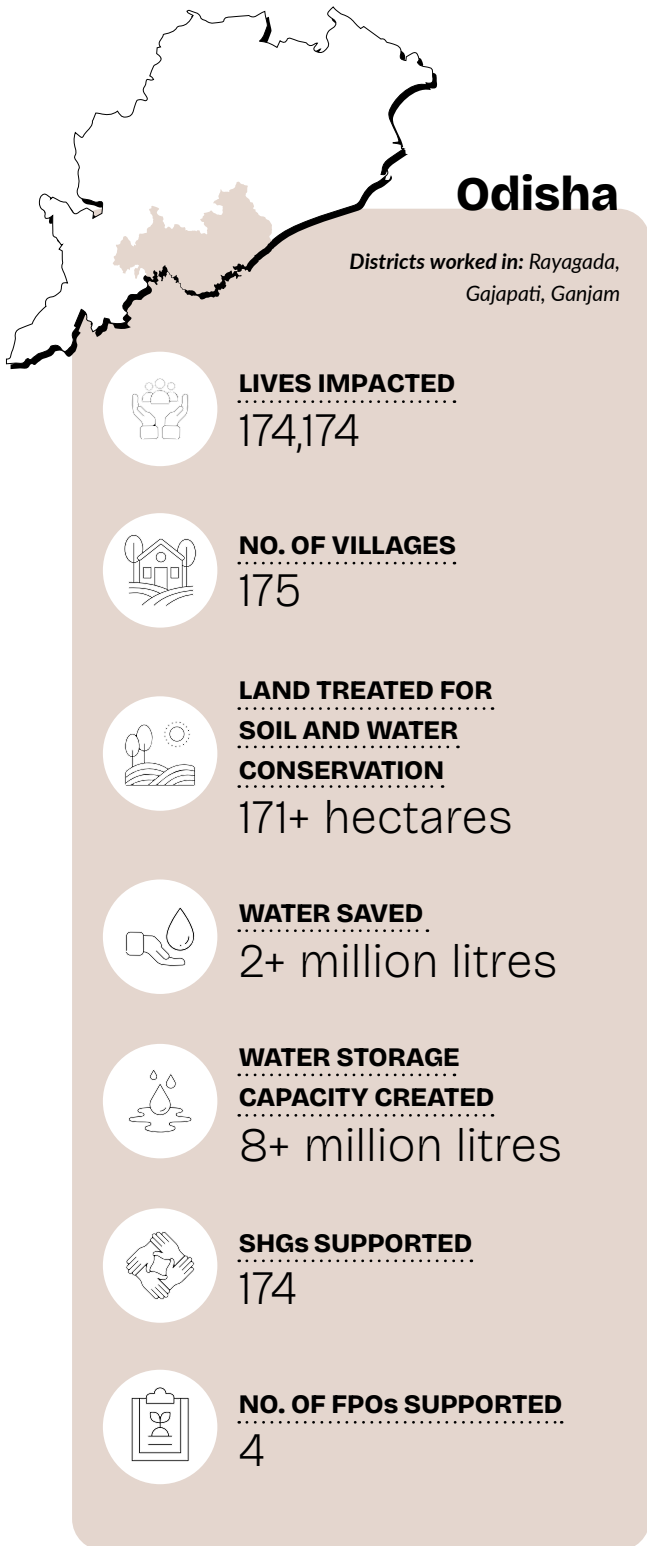 Odisha
Districts worked in: Rayagada,
Gajapati, Ganjam
LIVES IMPACTED
174,174
NO. OF VILLAGES
175
LAND TREATED FOR
SOIL AND WATER
CONSERVATION
171+ hectares
WATER SAVED
2+ million litres
WATER STORAGE
CAPACITY CREATED
8+ million litres
SHGs SUPPORTED
174
NO. OF FPOs SUPPORTED
4